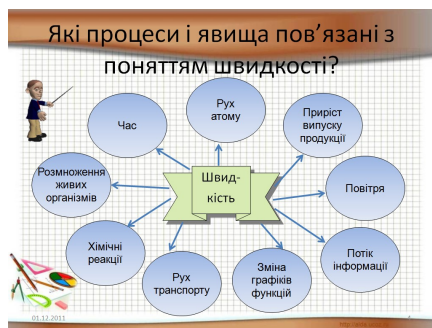 Які процеси і явища пов’язані з
поняттям швидкості?
Рух
атому
Час
Приріст
випуску
продукції
Розмноження
живих
організмів
Швид-
кість
Повітря
Хімічні
реакції
Потік
інформації
Рух
транспорту
Зміна
графіків
функцій
01.12.2011